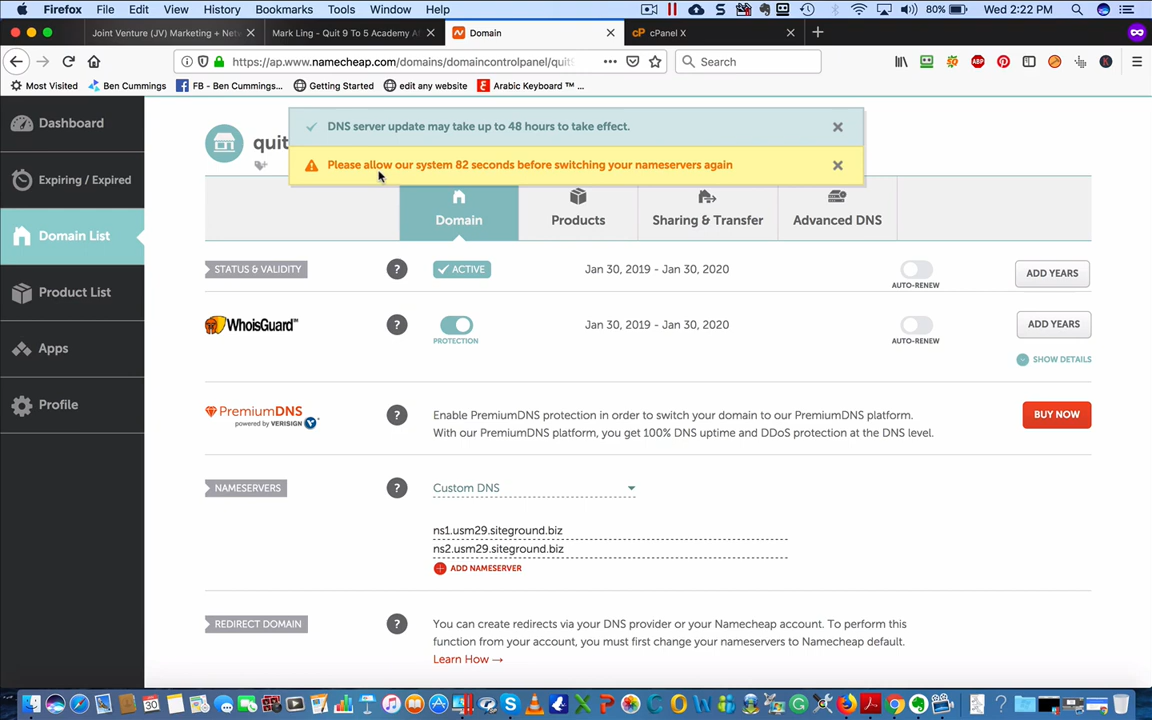 Firefox File Edit View History Bookmarks Tools Window Help 80% Wed 2:22 PM
Joint Venture (JV) Marketing + Netw Mark Ling - Quit 9 To 5 Academy Domain cPanel X
https://ap.www.namecheap.com/domains/domaincontrolpanel/quit Search
Most Visited Ben Cummings FB - Ben Cummings... Getting Started edit any website Arabic Keyboard ™ ...
Dashboard
Expiring / Expired
Domain List
Product List
Apps
Profile
quit
DNS server update may take up to 48 hours to take effect.
Please allow our system 82 seconds before switching your nameservers again
Domain Products Sharing & Transfer Advanced DNS
STATUS & VALIDITY ? ACTIVE Jan 30, 2019 - Jan 30, 2020 AUTO-RENEW ADD YEARS
WhoisGuard™ ? PROTECTION Jan 30, 2019 - Jan 30, 2020 AUTO-RENEW ADD YEARS
SHOW DETAILS
PremiumDNS
powered by VERISIGN
? Enable PremiumDNS protection in order to switch your domain to our PremiumDNS platform.
With our PremiumDNS platform, you get 100% DNS uptime and DDoS protection at the DNS level.
BUY NOW
NAMESERVERS ? Custom DNS
ns1.usm29.siteground.biz
ns2.usm29.siteground.biz
ADD NAMESERVER
REDIRECT DOMAIN ? You can create redirects via your DNS provider or your Namecheap account. To perform this
function from your account, you must first change your nameservers to Namecheap default.
Learn How →